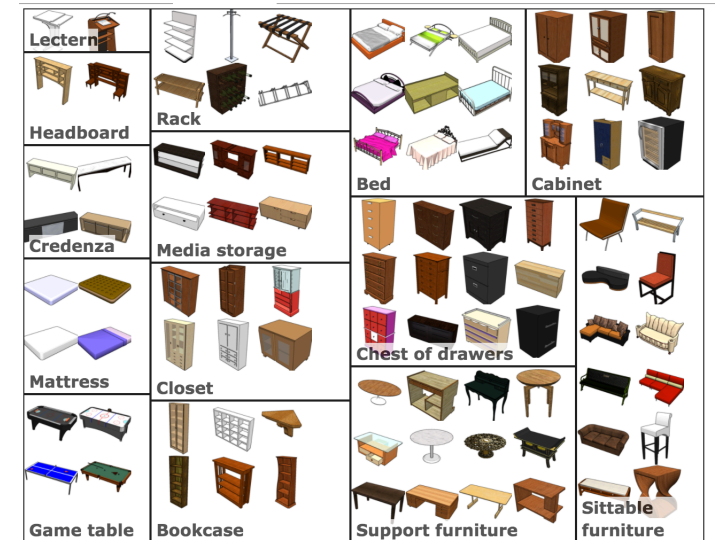 Lectern
Headboard
Credenza
Mattress
Game table
Rack
Media storage
Closet
Bookcase
Bed
Cabinet
Chest of drawers
Support furniture
Sittable
furniture